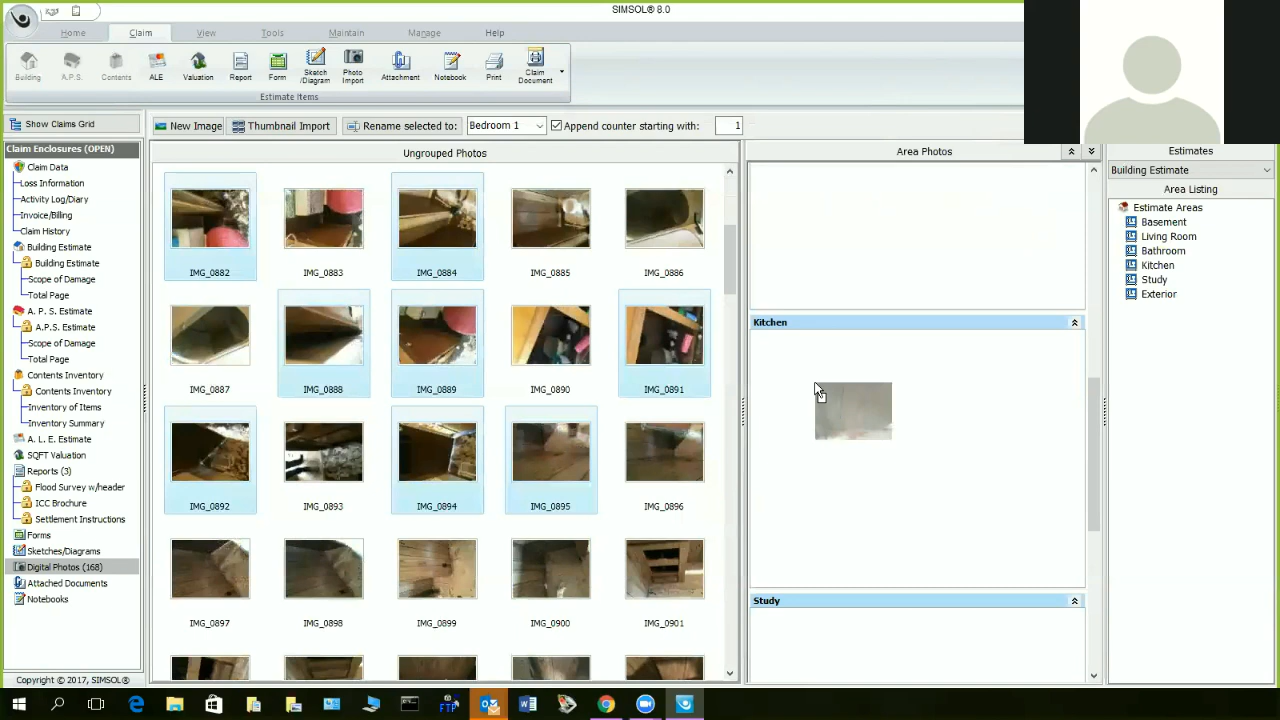 SIMSOL® 8.0
Home
Claim
View
Tools
Maintain
Manage
Help
Building
A.P.S.
Contents
ALE
Valuation
Report
Form
Sketch
/Diagram
Photo
Import
Attachment
Notebook
Print
Claim
Document
Estimate Items
Show Claims Grid
New Image
Thumbnail Import
Rename selected to:
Bedroom 1
Append counter starting with:
1
Claim Enclosures (OPEN)
Claim Data
Loss Information
Activity Log/Diary
Invoice/Billing
Claim History
Building Estimate
Building Estimate
Scope of Damage
Total Page
A. P. S. Estimate
A.P.S. Estimate
Scope of Damage
Total Page
Contents Inventory
Contents Inventory
Inventory of Items
Inventory Summary
A. L. E. Estimate
SQFT Valuation
Reports (3)
Flood Survey w/header
ICC Brochure
Settlement Instructions
Forms
Sketches/Diagrams
Digital Photos (168)
Attached Documents
Notebooks
Copyright © 2017, SIMSOL®
Ungrouped Photos
IMG_0882
IMG_0883
IMG_0884
IMG_0885
IMG_0886
IMG_0887
IMG_0888
IMG_0889
IMG_0890
IMG_0891
IMG_0892
IMG_0893
IMG_0894
IMG_0895
IMG_0896
IMG_0897
IMG_0898
IMG_0899
IMG_0900
IMG_0901
Area Photos
Kitchen
Study
Estimates
Building Estimate
Area Listing
Estimate Areas
Basement
Living Room
Bathroom
Kitchen
Study
Exterior
FTP